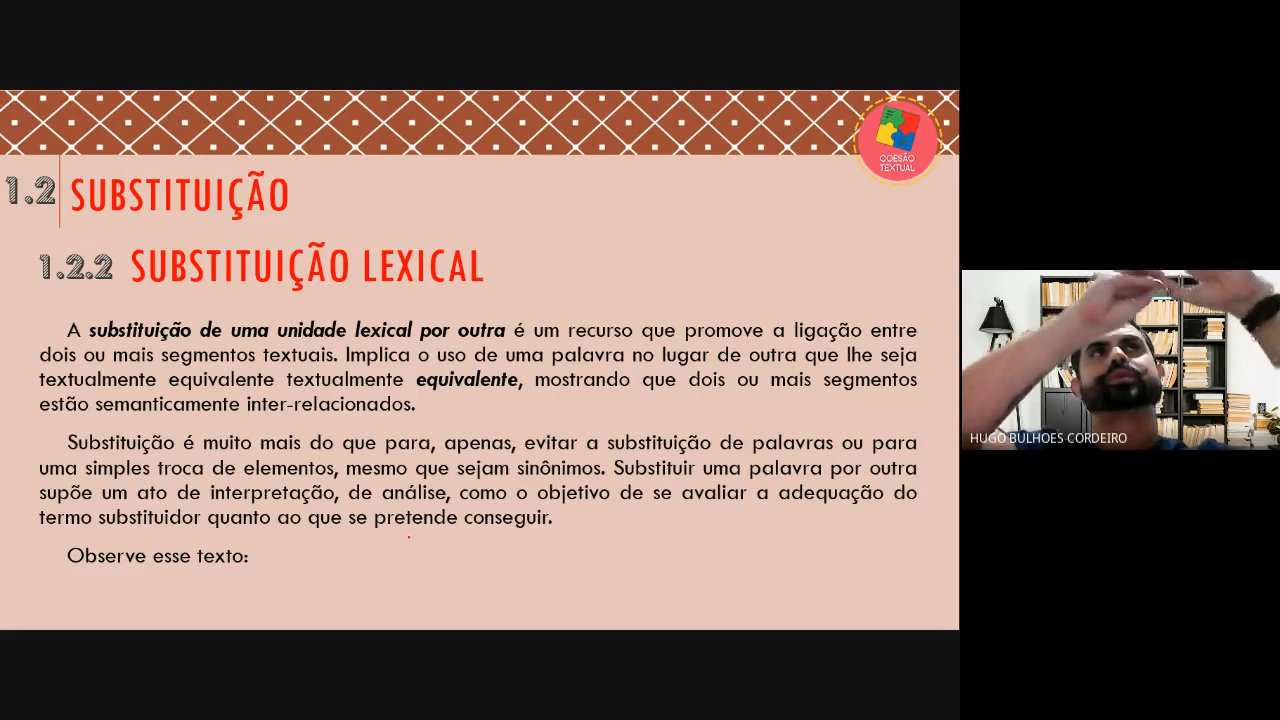 COESÃO
TEXTUAL
1.2 SUBSTITUIÇÃO
1.2.2 SUBSTITUIÇÃO LEXICAL
A substituição de uma unidade lexical por outra é um recurso que promove a ligação entre
dois ou mais segmentos textuais. Implica o uso de uma palavra no lugar de outra que lhe seja
textualmente equivalente textualmente equivalente, mostrando que dois ou mais segmentos
estão semanticamente inter-relacionados.
Substituição é muito mais do que para, apenas, evitar a substituição de palavras ou para
uma simples troca de elementos, mesmo que sejam sinônimos. Substituir uma palavra por outra
supõe um ato de interpretação, de análise, como o objetivo de se avaliar a adequação do
termo substituidor quanto ao que se pretende conseguir.
Observe esse texto:
HUGO BULHOES CORDEIRO